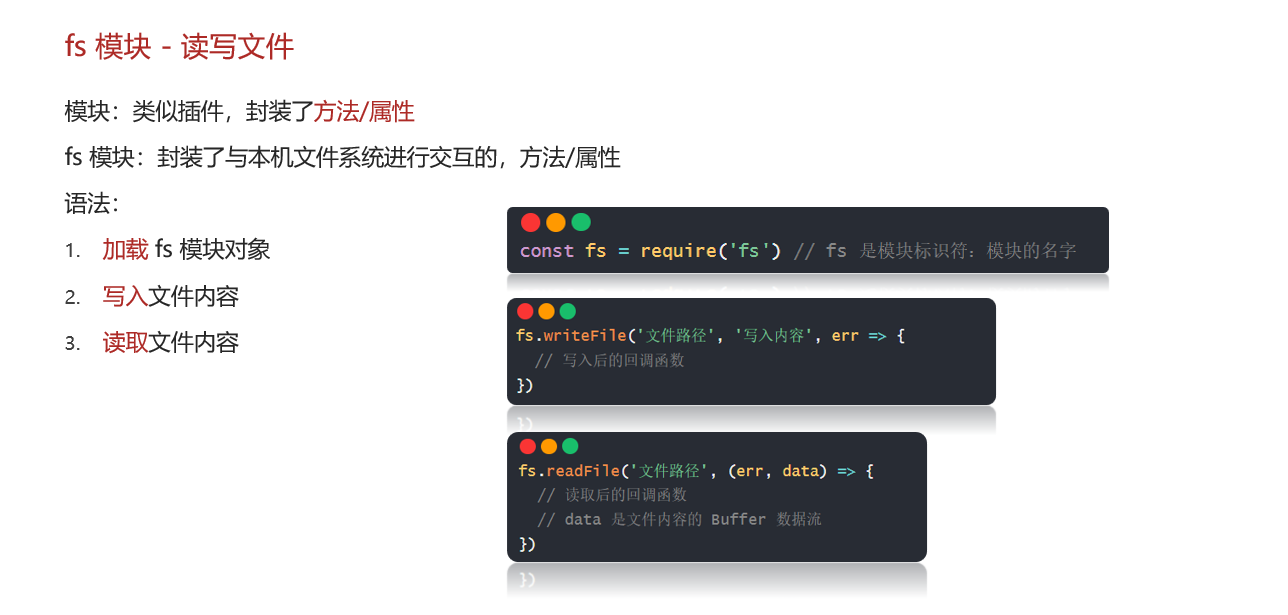 fs 模块 - 读写文件
模块：类似插件，封装了方法/属性
fs 模块：封装了与本机文件系统进行交互的，方法/属性
语法：
1. 加载 fs 模块对象
2. 写入文件内容
3. 读取文件内容
const fs = require('fs') // fs 是模块标识符：模块的名字
fs.writeFile('文件路径', '写入内容', err => {
  // 写入后的回调函数
})
fs.readFile('文件路径', (err, data) => {
  // 读取后的回调函数
  // data 是文件内容的 Buffer 数据流
})